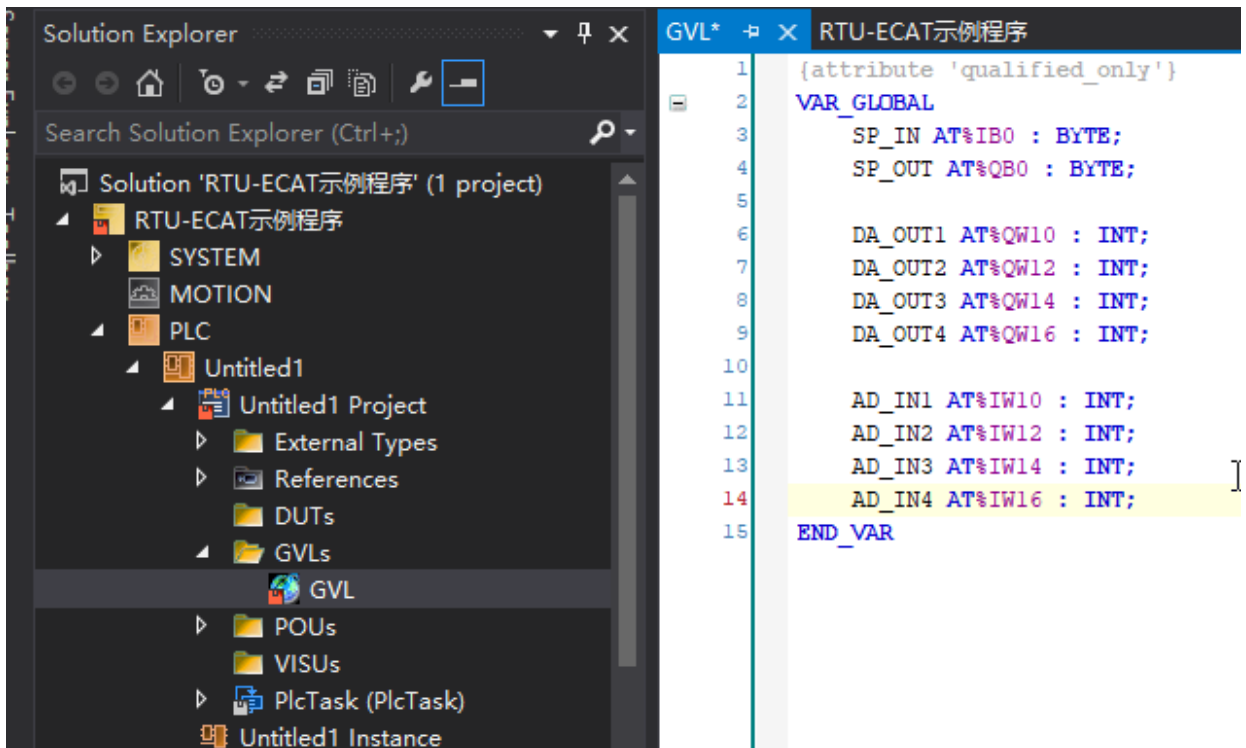 Solution Explorer
Search Solution Explorer (Ctrl+;)
Solution 'RTU-ECAT示例程序' (1 project)
RTU-ECAT示例程序
SYSTEM
MOTION
PLC
Untitled1
Untitled1 Project
External Types
References
DUTs
GVLs
GVL
POUs
VISUs
PlcTask (PlcTask)
Untitled1 Instance
GVL* RTU-ECAT示例程序
1 {attribute 'qualified_only'}
2 VAR_GLOBAL
3 SP_IN AT%IB0 : BYTE;
4 SP_OUT AT%QB0 : BYTE;
5
6 DA_OUT1 AT%QW10 : INT;
7 DA_OUT2 AT%QW12 : INT;
8 DA_OUT3 AT%QW14 : INT;
9 DA_OUT4 AT%QW16 : INT;
10
11 AD_IN1 AT%IW10 : INT;
12 AD_IN2 AT%IW12 : INT;
13 AD_IN3 AT%IW14 : INT;
14 AD_IN4 AT%IW16 : INT;
15 END_VAR